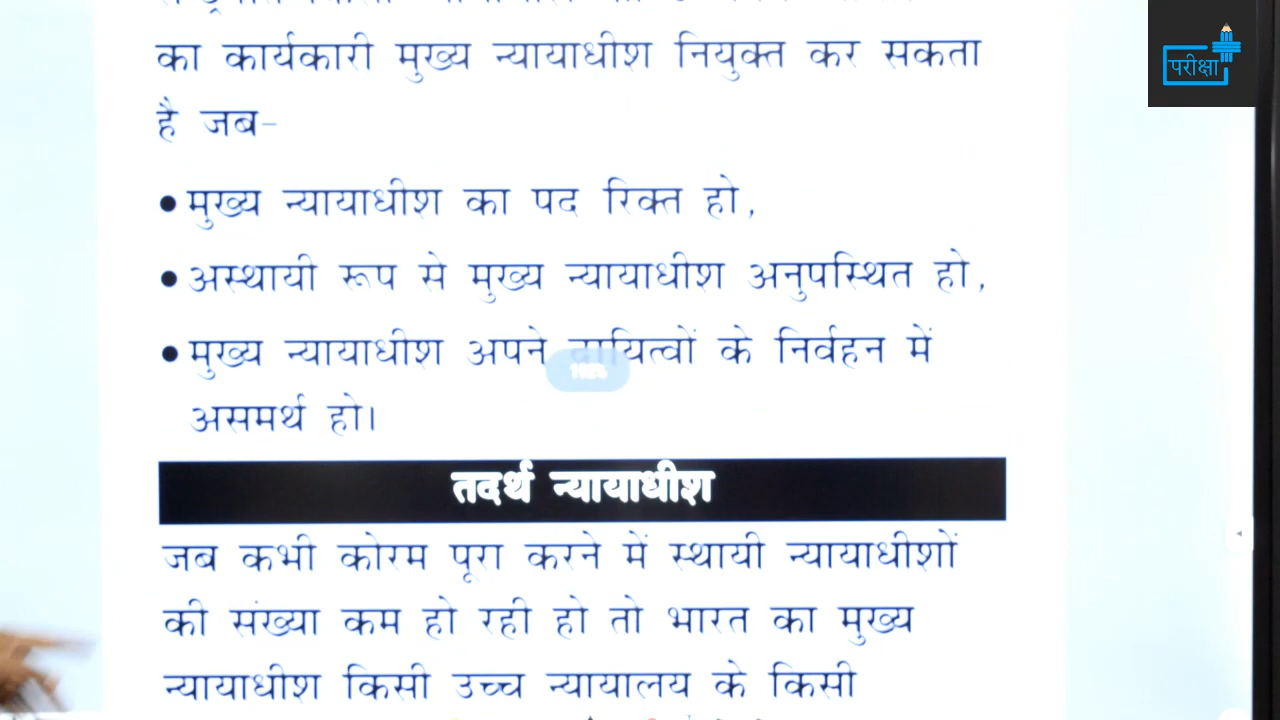 का कार्यकारी मुख्य न्यायाधीश नियुक्त कर सकता
है जब-
• मुख्य न्यायाधीश का पद रिक्त हो,
• अस्थायी रूप से मुख्य न्यायाधीश अनुपस्थित हो,
• मुख्य न्यायाधीश अपने दायित्वों के निर्वहन में
असमर्थ हो।
तदर्थ न्यायाधीश
जब कभी कोरम पूरा करने में स्थायी न्यायाधीशों
की संख्या कम हो रही हो तो भारत का मुख्य
न्यायाधीश किसी उच्च न्यायालय के किसी
परीक्षा